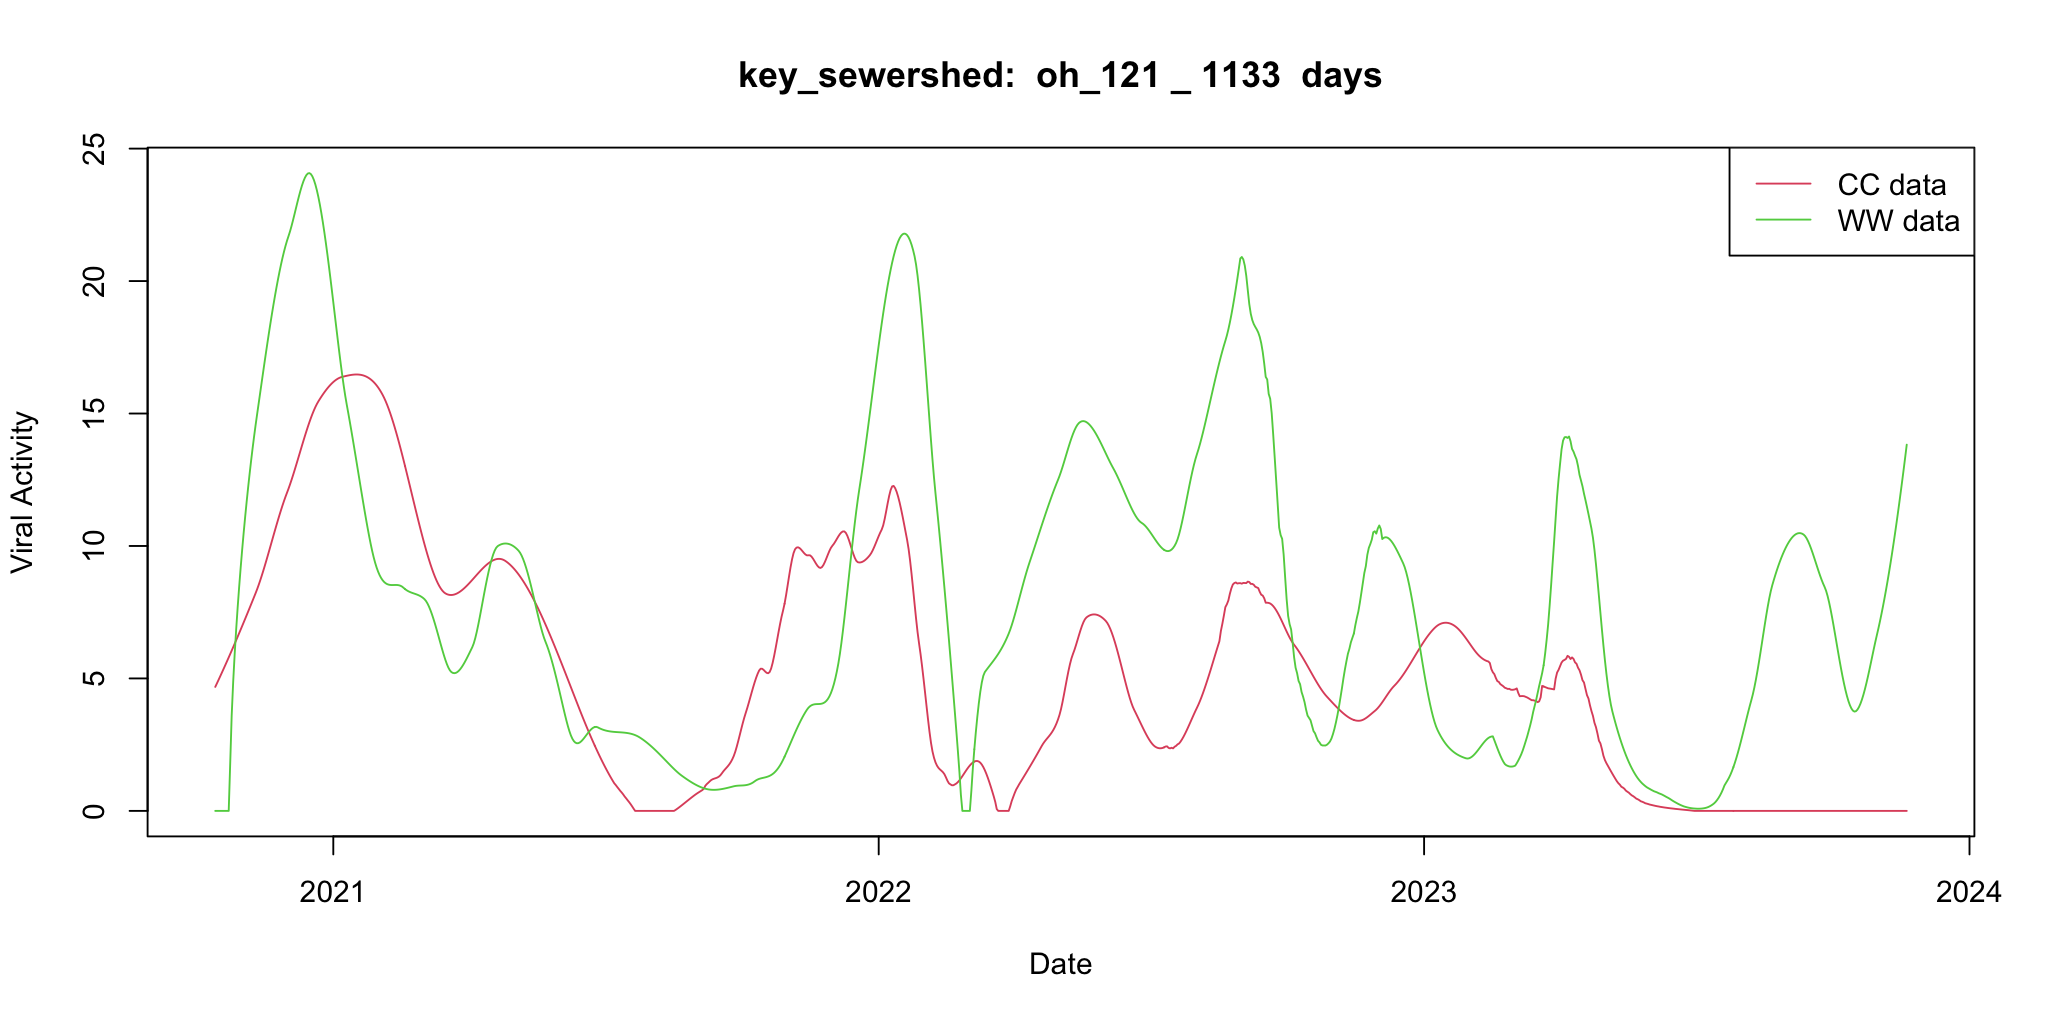 key_sewershed:  oh_121 _ 1133  days
CC data
WW data
Viral Activity
25
20
15
10
5
0
2021 2022 2023 2024
Date